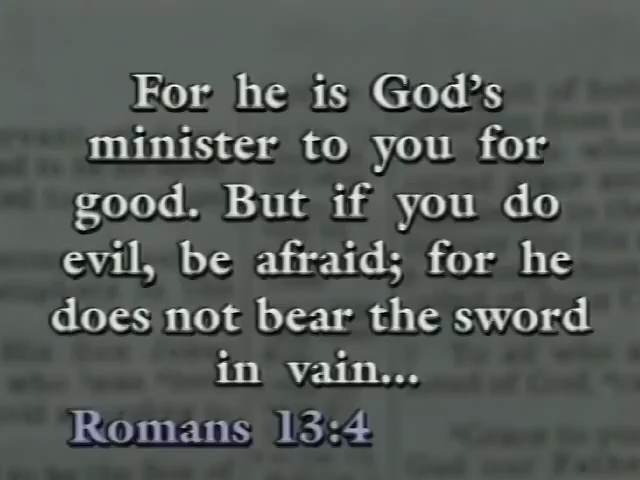 For he is God's
minister to you for
good. But if you do
evil, be afraid; for he
does not bear the sword
in vain...
Romans 13:4